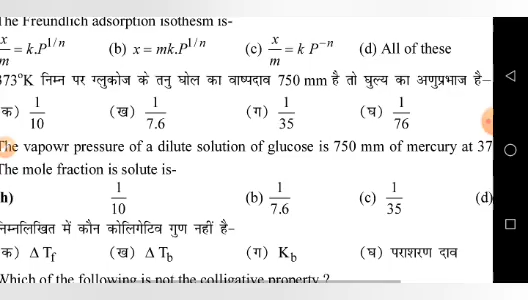 The Freundlich adsorption isothesm is-
x/m = k.P^1/n (b) x = mk.P^1/n (c) x/m = k P^–n (d) All of these
373°K निम्न पर ग्लुकोज के तनु घोल का वाष्पदाव 750 mm है तो घुल्य का अणुप्रभाज है–
क) 1/10 (ख) 1/7.6 (ग) 1/35 (घ) 1/76
The vapowr pressure of a dilute solution of glucose is 750 mm of mercury at 37
The mole fraction is solute is-
h) 1/10 (b) 1/7.6 (c) 1/35 (d)
निम्नलिखित में कौन कोलिगेटिव गुण नहीं है–
क) Δ Tf (ख) Δ Tb (ग) Kb (घ) पराशरण दाव
Which of the following is not the colligative property ?